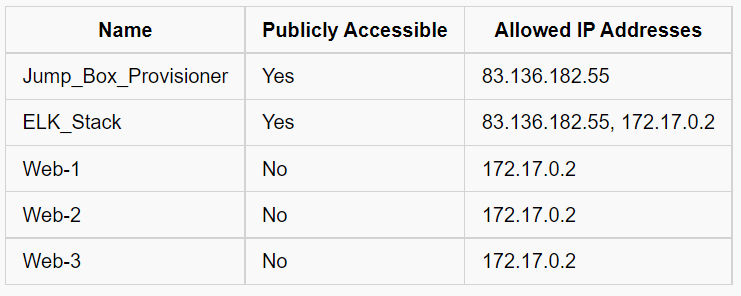 Name Publicly Accessible Allowed IP Addresses
Jump_Box_Provisioner Yes 83.136.182.55
ELK_Stack Yes 83.136.182.55, 172.17.0.2
Web-1 No 172.17.0.2
Web-2 No 172.17.0.2
Web-3 No 172.17.0.2